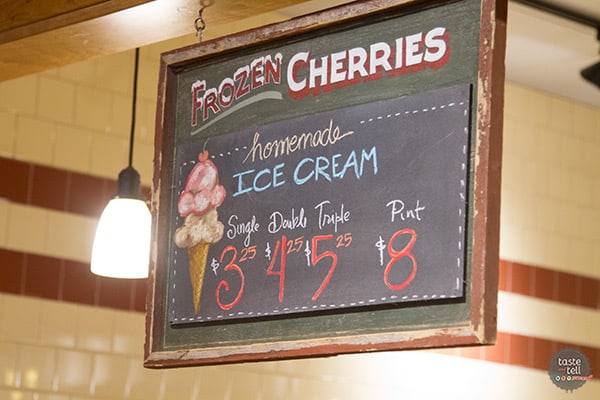 FROZEN CHERRIES
homemade
ICE CREAM
Single Double Triple Pint
$3.25 $4.25 $5.25 $8
taste
and
tell